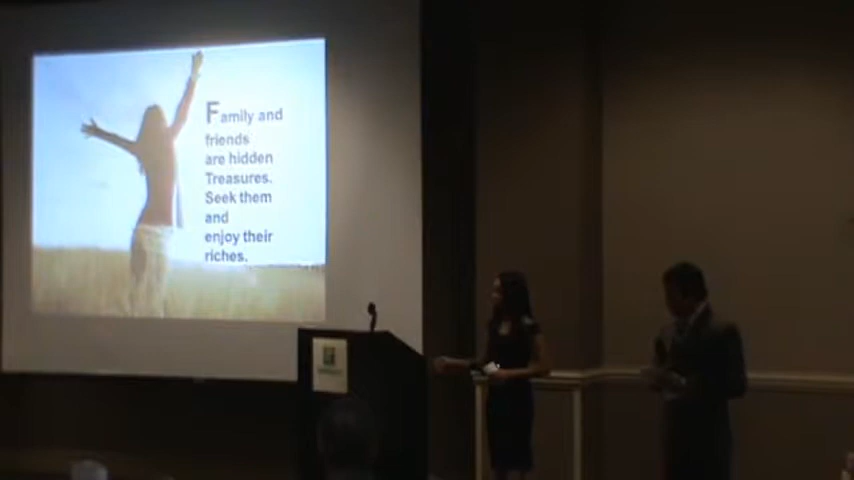 Family and
friends
are hidden
Treasures.
Seek them
and
enjoy their
riches.